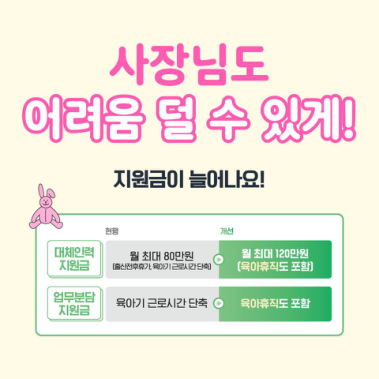 사장님도
어려움 덜 수 있게!
지원금이 늘어나요!
현행
개선
대체인력
지원금
월 최대 80만원
(출산전후휴가, 육아기 근로시간 단축)
월 최대 120만원
(육아휴직도 포함)
업무분담
지원금
육아기 근로시간 단축
육아휴직도 포함